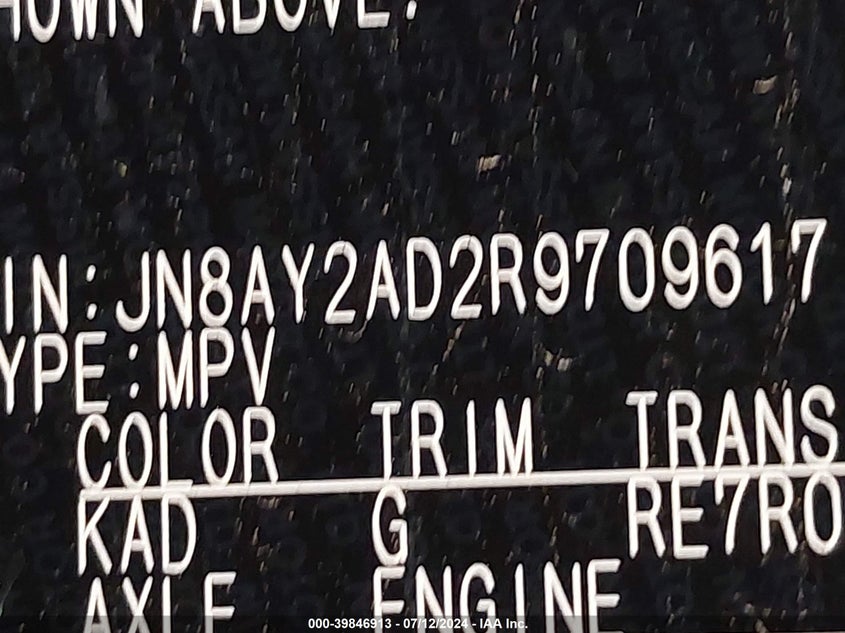 HOWN ABOVE.
IN:JN8AY2AD2R9709617
YPE:MPV
COLOR TRIM TRANS
KAD G RE7R0
AXLE ENGINE
000-39846913 - 07/12/2024 - IAA Inc.